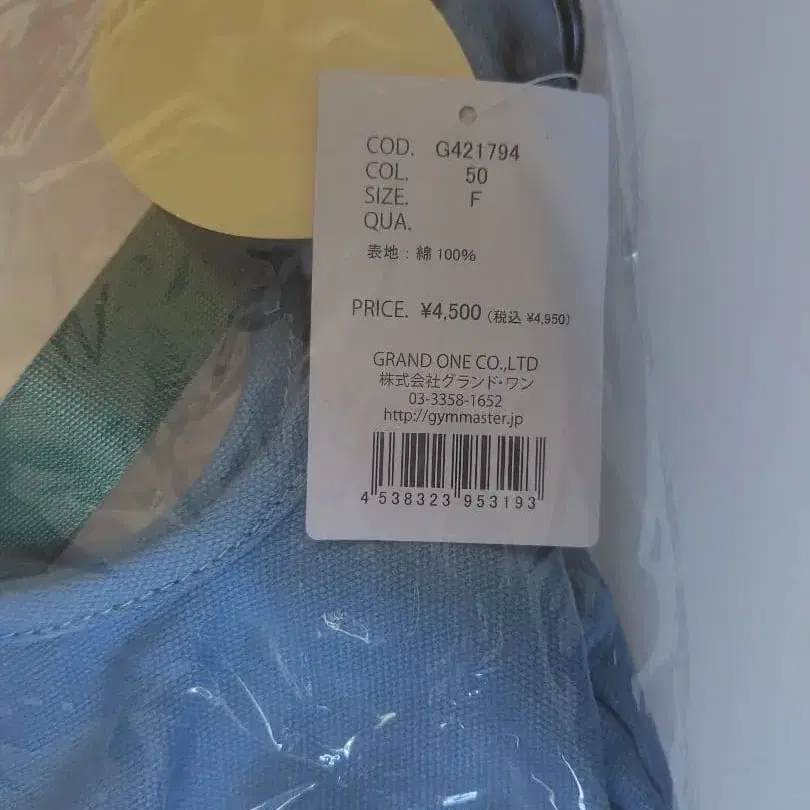 COD. G421794
COL. 50
SIZE. F
QUA.
表地：綿 100%
PRICE. ¥4,500 (税込 ¥4,950)
GRAND ONE CO.,LTD
株式会社グランド・ワン
03-3358-1652
http://gymmaster.jp
4 538323 953193